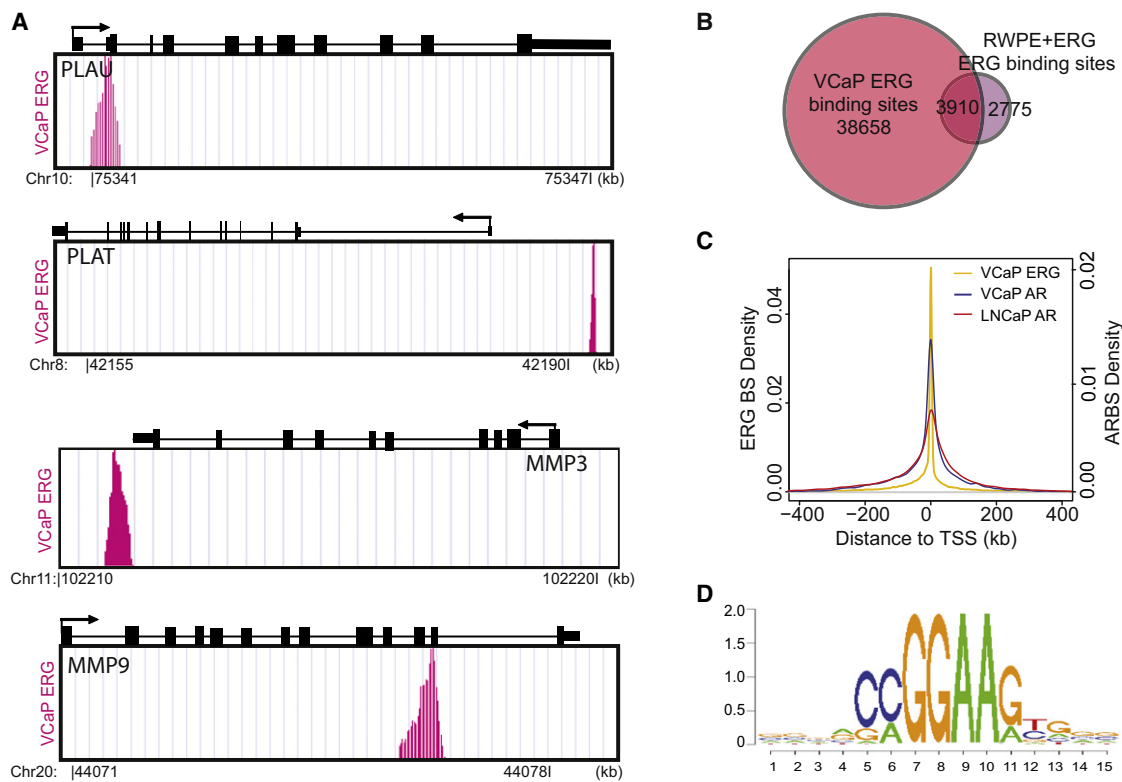 A
PLAU
VCaP ERG
Chr10: |75341 75347| (kb)
PLAT
VCaP ERG
Chr8: |42155 42190| (kb)
MMP3
VCaP ERG
Chr11:|102210 102220| (kb)
MMP9
VCaP ERG
Chr20: |44071 44078| (kb)
B
RWPE+ERG
ERG binding sites
VCaP ERG
binding sites
38658
3910 2775
C
VCaP ERG
VCaP AR
LNCaP AR
ERG BS Density
0.04
0.02
0.00
ARBS Density
0.02
0.01
0.00
−400 −200 0 200 400
Distance to TSS (kb)
D
2.0
1.5
1.0
0.5
0
CCGGAAG
1 2 3 4 5 6 7 8 9 10 11 12 13 14 15